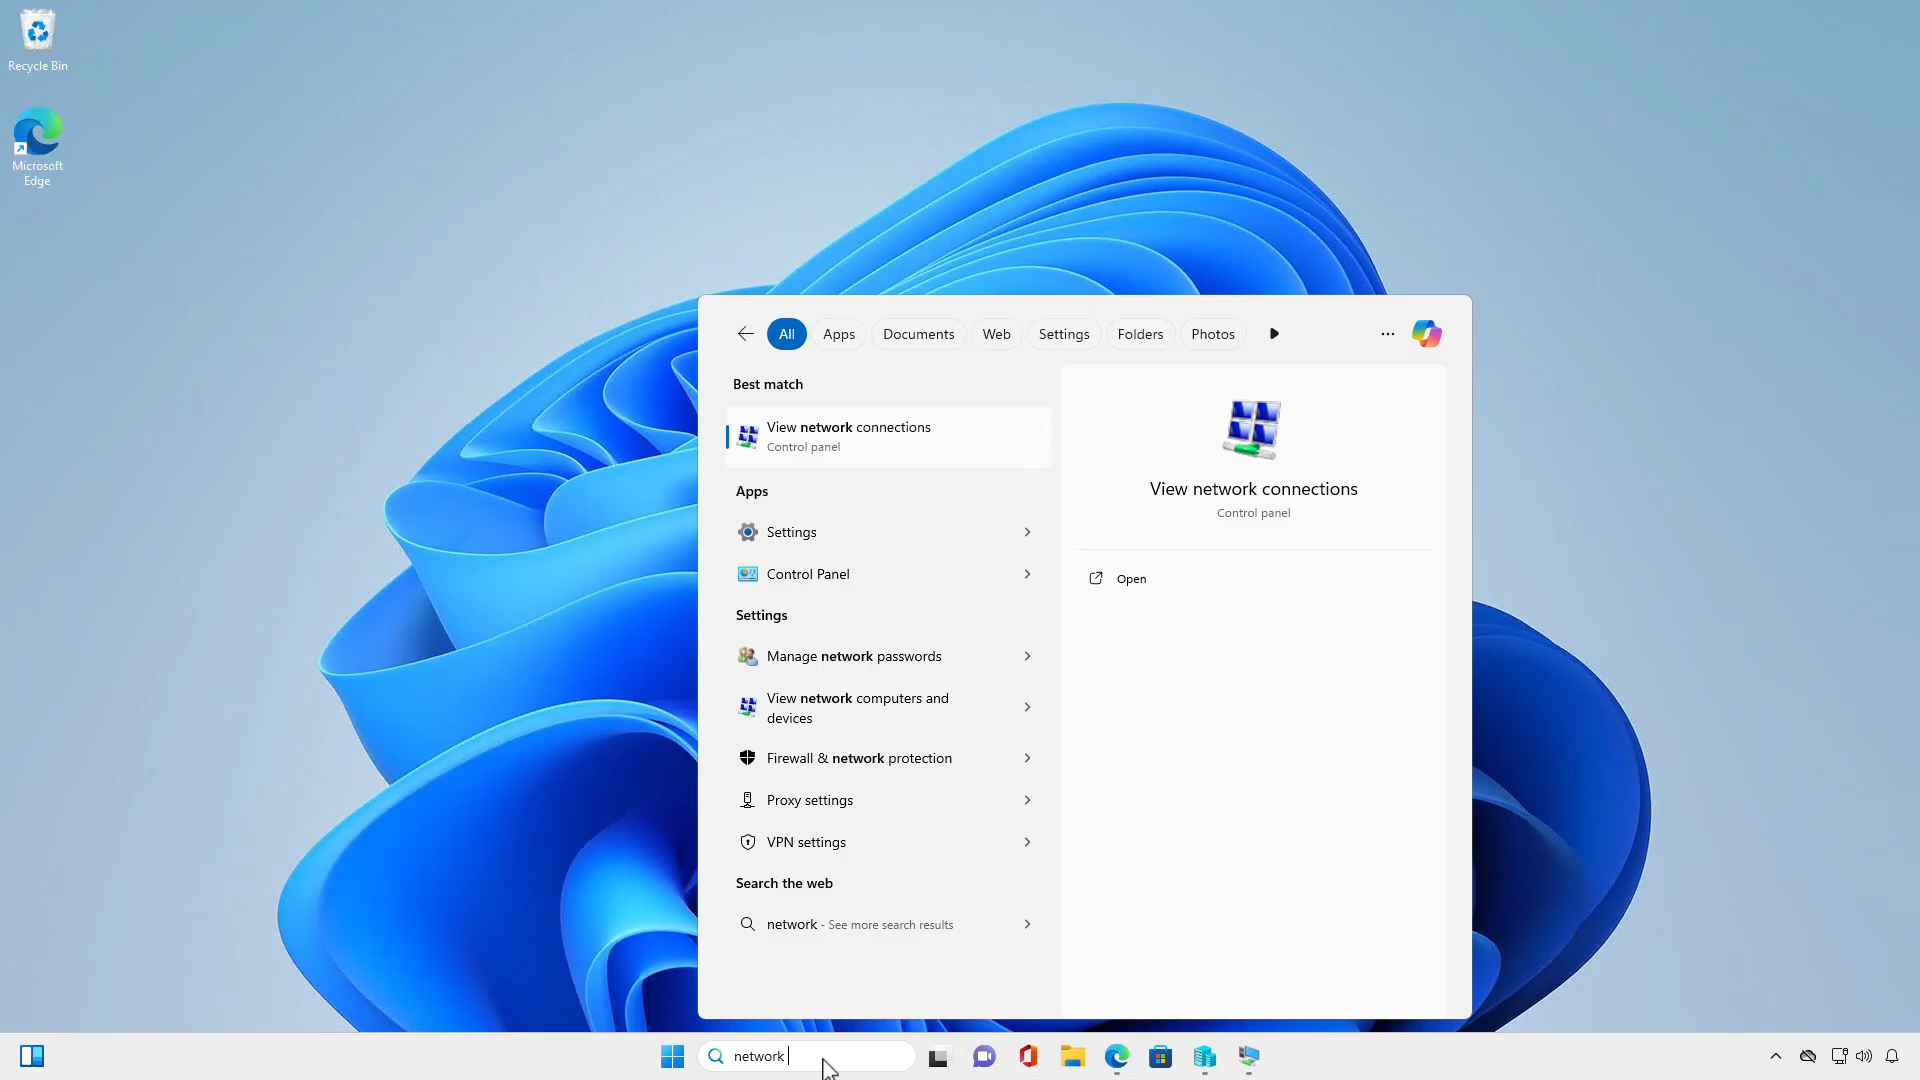 Recycle Bin
Microsoft
Edge
All
Apps
Documents
Web
Settings
Folders
Photos
Best match
View network connections
Control panel
Apps
Settings
Control Panel
Settings
Manage network passwords
View network computers and
devices
Firewall & network protection
Proxy settings
VPN settings
Search the web
network - See more search results
View network connections
Control panel
Open
network